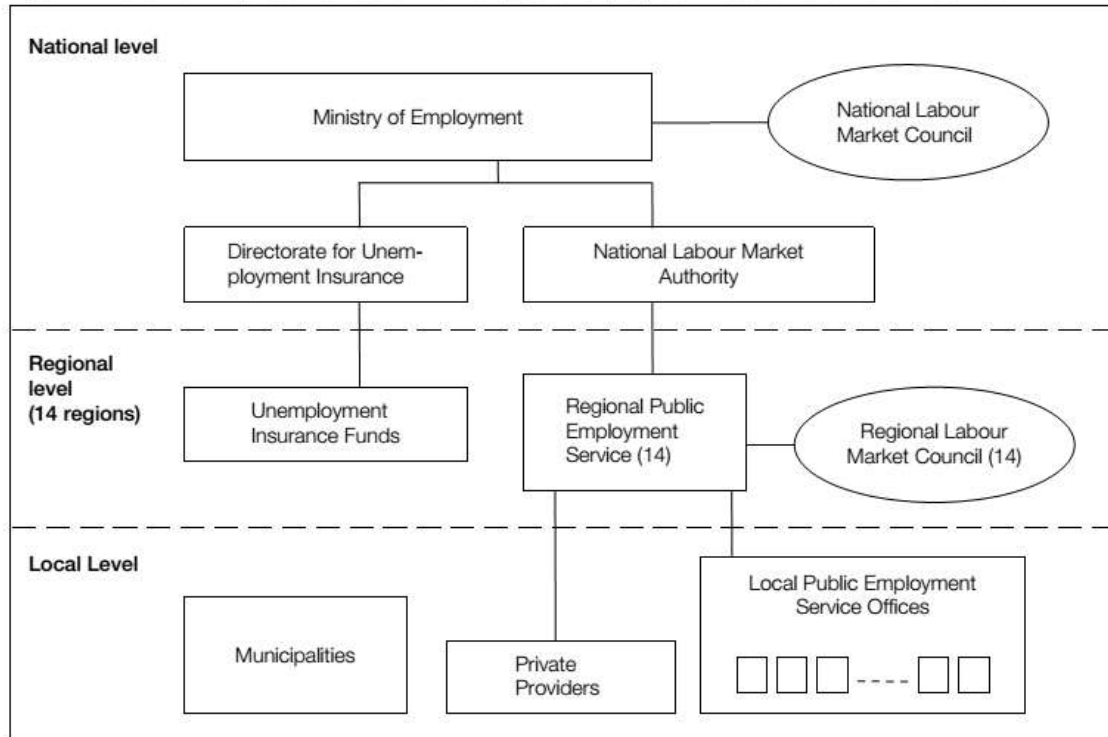 National level
Ministry of Employment
National Labour
Market Council
Directorate for Unem-
ployment Insurance
National Labour Market
Authority
Regional
level
(14 regions)
Unemployment
Insurance Funds
Regional Public
Employment
Service (14)
Regional Labour
Market Council (14)
Local Level
Municipalities
Private
Providers
Local Public Employment
Service Offices